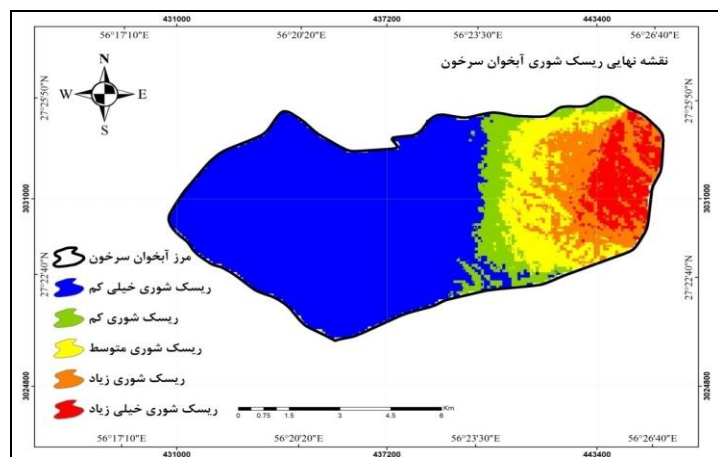 431000 437200 443400
56°17'10"E 56°20'20"E 56°23'30"E 56°26'40"E
نقشه نهایی ریسک شوری آبخوان سرخون
N
W E
S
27°25'50"N 27°25'50"N
3031000 3031000
27°22'40"N 27°22'40"N
3024800 3024800
مرز آبخوان سرخون
ریسک شوری خیلی کم
ریسک شوری کم
ریسک شوری متوسط
ریسک شوری زیاد
ریسک شوری خیلی زیاد
Km
0 0.75 1.5 3 4.5 6
56°17'10"E 56°20'20"E 56°23'30"E 56°26'40"E
431000 437200 443400